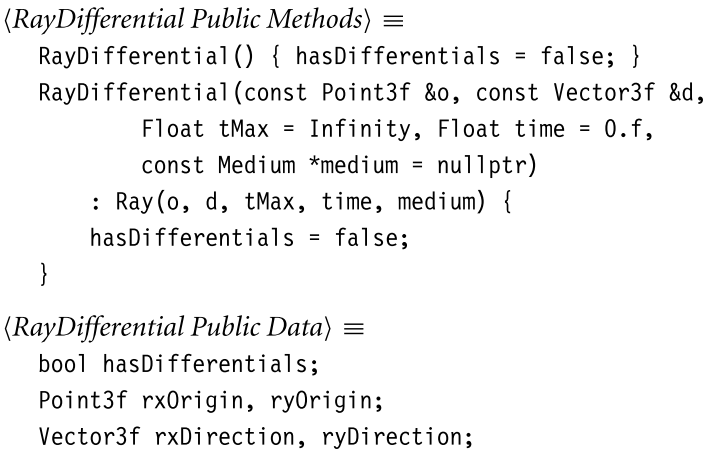 ⟨RayDifferential Public Methods⟩ ≡
RayDifferential() { hasDifferentials = false; }
RayDifferential(const Point3f &o, const Vector3f &d,
Float tMax = Infinity, Float time = 0.f,
const Medium *medium = nullptr)
: Ray(o, d, tMax, time, medium) {
hasDifferentials = false;
}
⟨RayDifferential Public Data⟩ ≡
bool hasDifferentials;
Point3f rxOrigin, ryOrigin;
Vector3f rxDirection, ryDirection;